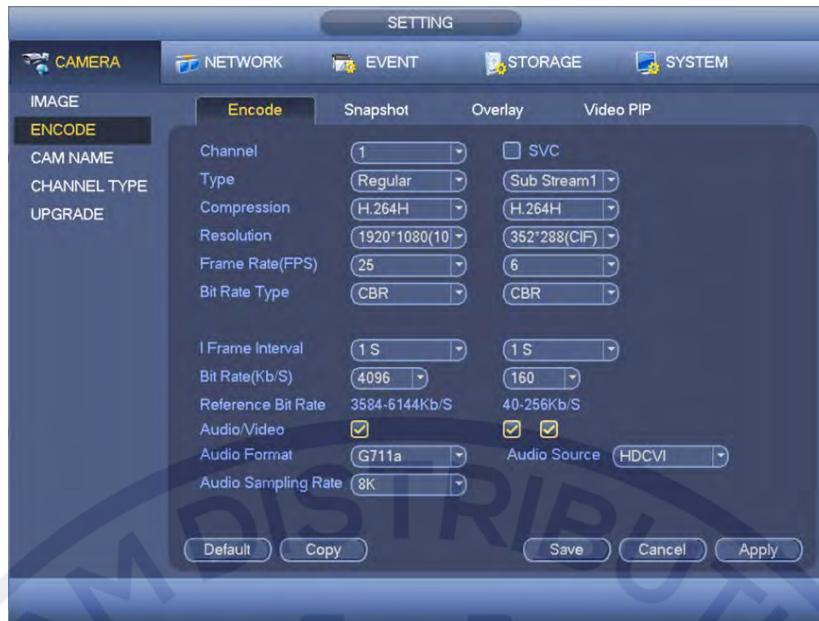 SETTING
CAMERA NETWORK EVENT STORAGE SYSTEM
IMAGE
ENCODE
CAM NAME
CHANNEL TYPE
UPGRADE
Encode Snapshot Overlay Video PIP
Channel 1 SVC
Type Regular Sub Stream1
Compression H.264H H.264H
Resolution 1920*1080(10 352*288(CIF)
Frame Rate(FPS) 25 6
Bit Rate Type CBR CBR
I Frame Interval 1 S 1 S
Bit Rate(Kb/S) 4096 160
Reference Bit Rate 3584-6144Kb/S 40-256Kb/S
Audio/Video
Audio Format G711a Audio Source HDCVI
Audio Sampling Rate 8K
Default Copy Save Cancel Apply
AM DISTRIBUT